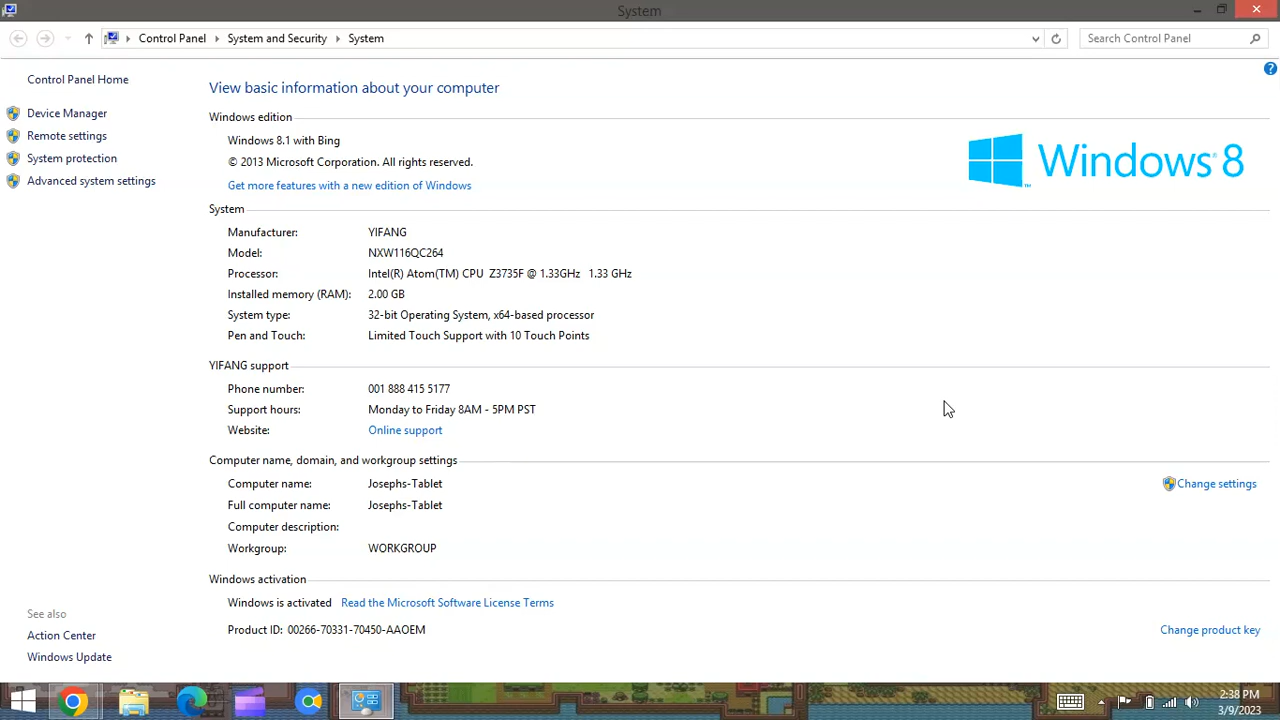 System
Control Panel System and Security System
Search Control Panel
Control Panel Home
Device Manager
Remote settings
System protection
Advanced system settings
View basic information about your computer
Windows edition
Windows 8.1 with Bing
© 2013 Microsoft Corporation. All rights reserved.
Get more features with a new edition of Windows
Windows® 8
System
Manufacturer: YIFANG
Model: NXW116QC264
Processor: Intel(R) Atom(TM) CPU Z3735F @ 1.33GHz 1.33 GHz
Installed memory (RAM): 2.00 GB
System type: 32-bit Operating System, x64-based processor
Pen and Touch: Limited Touch Support with 10 Touch Points
YIFANG support
Phone number: 001 888 415 5177
Support hours: Monday to Friday 8AM - 5PM PST
Website: Online support
Computer name, domain, and workgroup settings
Computer name: Josephs-Tablet
Change settings
Full computer name: Josephs-Tablet
Computer description:
Workgroup: WORKGROUP
Windows activation
Windows is activated Read the Microsoft Software License Terms
Product ID: 00266-70331-70450-AAOEM
Change product key
See also
Action Center
Windows Update
2:38 PM
3/9/2023